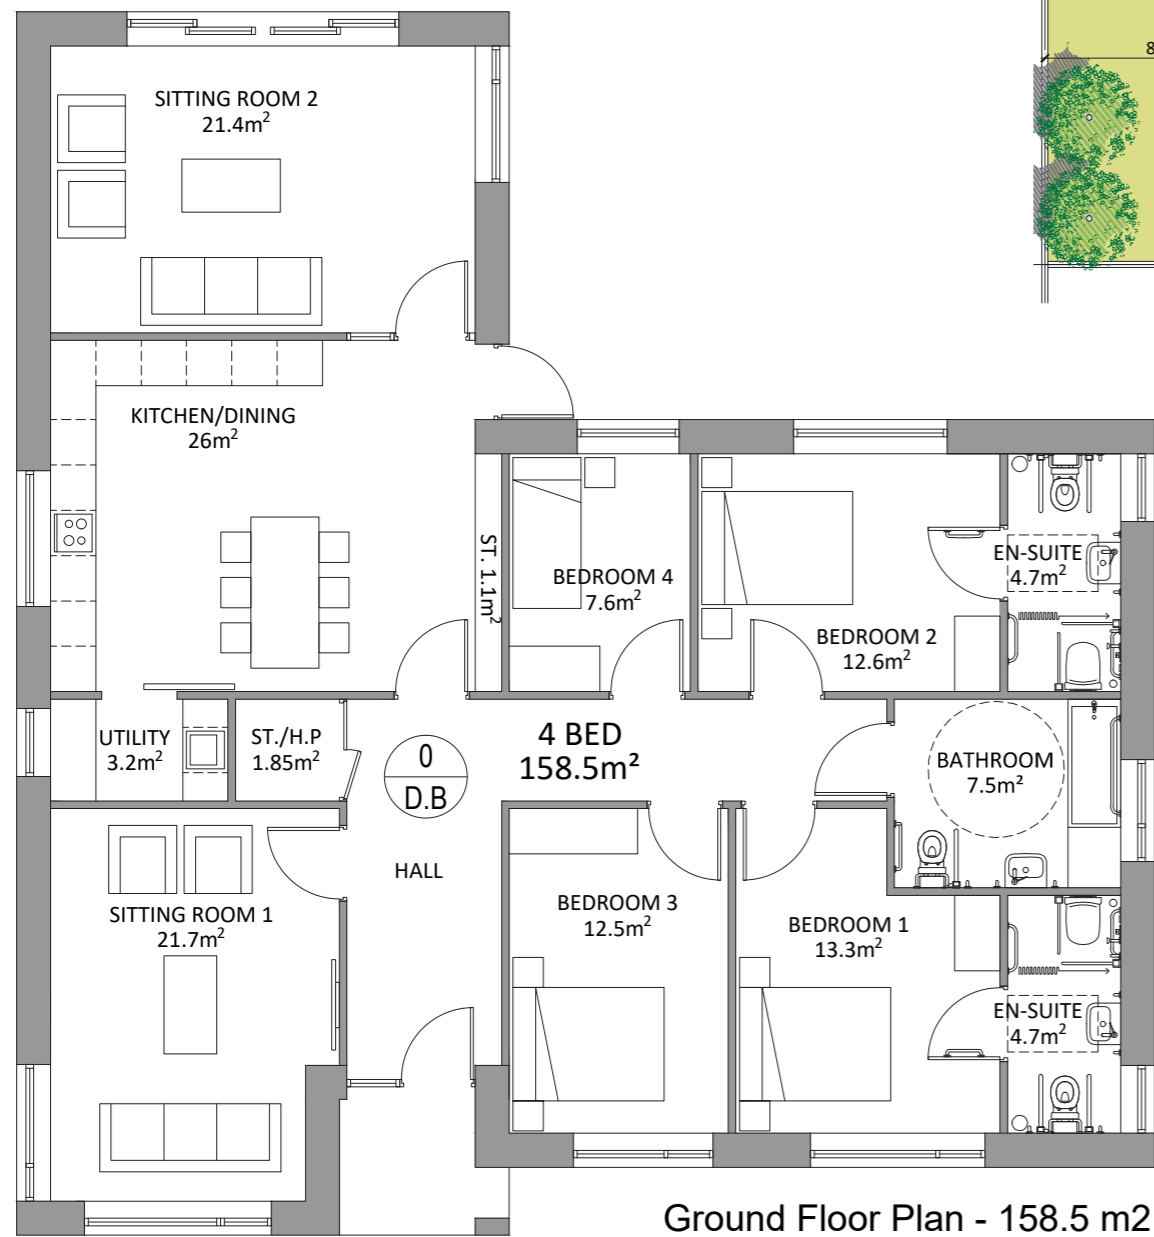 8
SITTING ROOM 2
21.4m²
KITCHEN/DINING
26m²
ST. 1.1m²
BEDROOM 4
7.6m²
BEDROOM 2
12.6m²
EN-SUITE
4.7m²
UTILITY
3.2m²
ST./H.P
1.85m²
0
D.B
4 BED
158.5m²
BATHROOM
7.5m²
HALL
SITTING ROOM 1
21.7m²
BEDROOM 3
12.5m²
BEDROOM 1
13.3m²
EN-SUITE
4.7m²
Ground Floor Plan - 158.5 m2